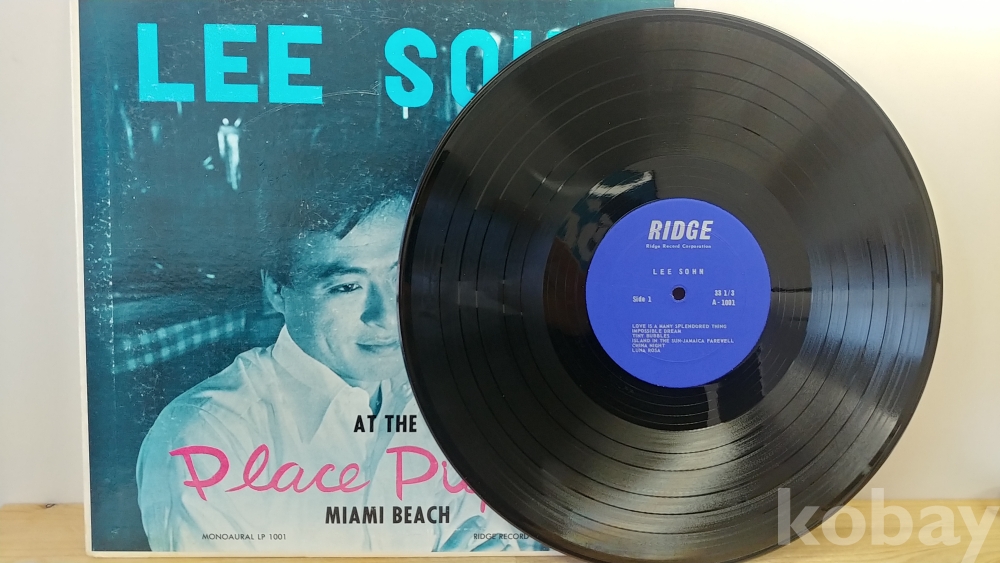 LEE SOHN
AT THE
Place Pi
MIAMI BEACH
MONOAURAL LP 1001
RIDGE RECORD
RIDGE
Ridge Record Corporation
LEE SOHN
Side 1
33 1/3
A-1001
LOVE IS A MANY SPLENDORED THING
IMPOSSIBLE DREAM
TINY BUBBLES
ISLAND IN THE SUN-JAMAICA FAREWELL
CHINA NIGHT
LUNA ROSA
kobay